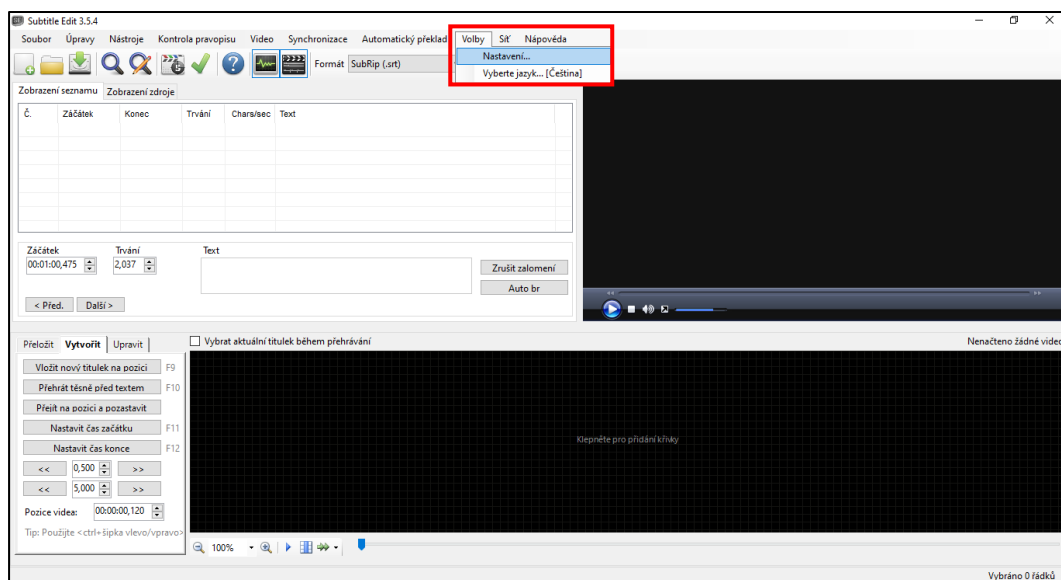 Subtitle Edit 3.5.4
Soubor Úpravy Nástroje Kontrola pravopisu Video Synchronizace Automatický překlad Volby Síť Nápověda
Nastavení...
Vyberte jazyk... [Čeština]
Formát SubRip (.srt)
Zobrazení seznamu Zobrazení zdroje
Č. Záčátek Konec Trvání Chars/sec Text
Záčátek Trvání Text
00:01:00,475 2,037
Zrušit zalomení
Auto br
< Před. Další >
Přeložit Vytvořit Upravit
Vybrat aktuální titulek během přehrávání
Nenačteno žádné video
Vložit nový titulek na pozici F9
Přehrát těsně před textem F10
Přejít na pozici a pozastavit
Nastavit čas začátku F11
Nastavit čas konce F12
<< 0,500 >>
<< 5,000 >>
Pozice videa: 00:00:00,120
Tip: Použijte <ctrl+šipka vlevo/vpravo>
Klepněte pro přidání křivky
100%
Vybráno 0 řádků